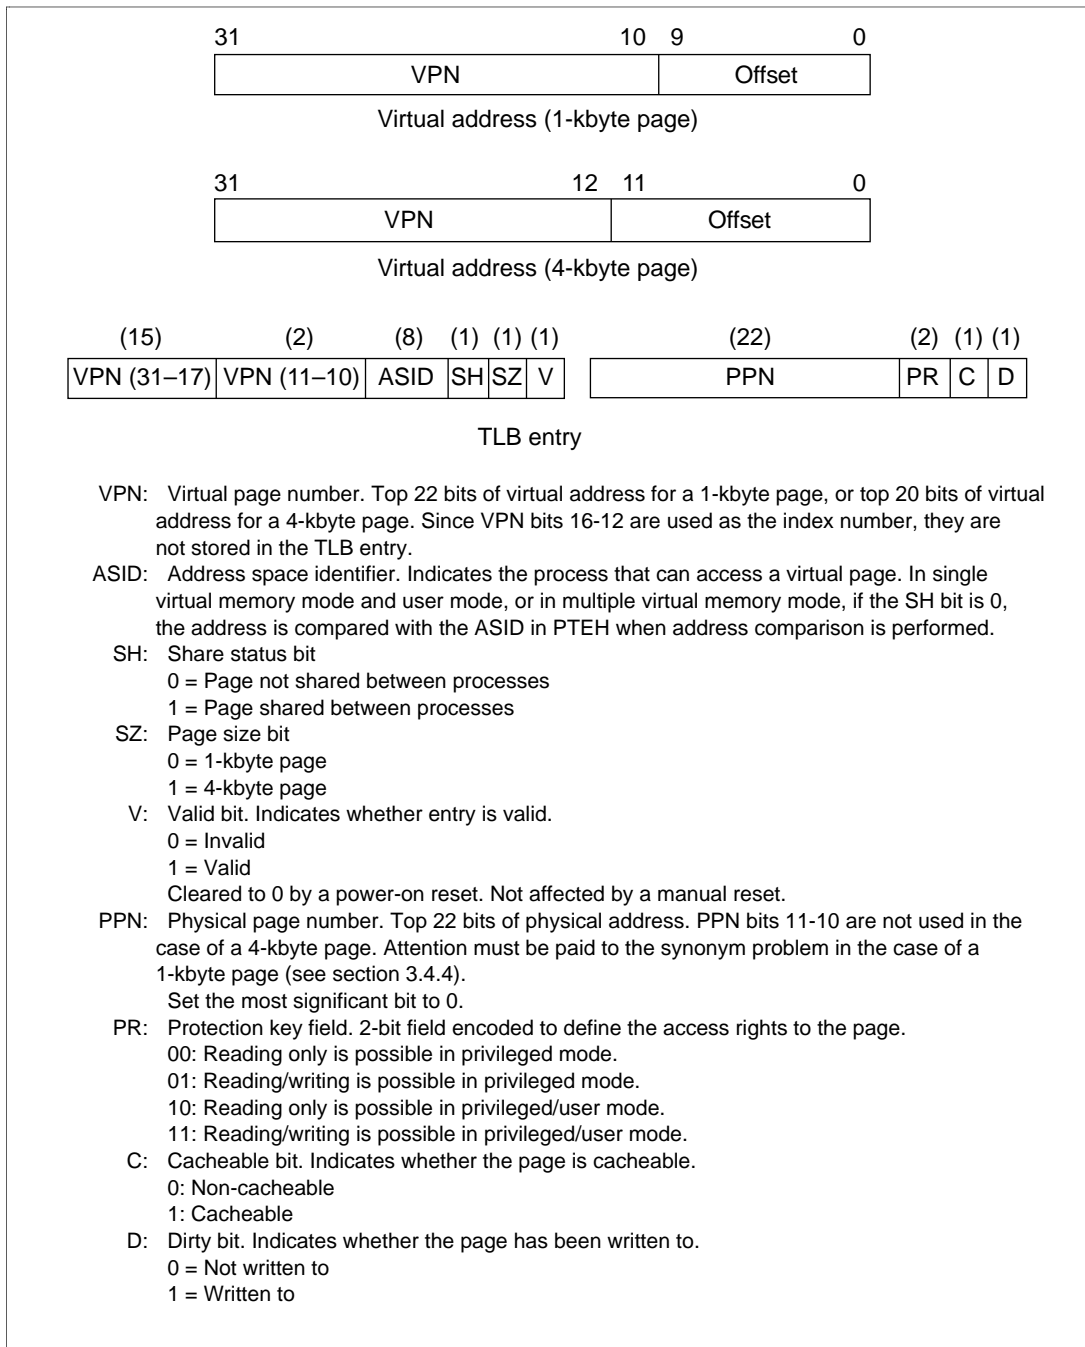 31 10 9 0
VPN Offset
Virtual address (1-kbyte page)
31 12 11 0
VPN Offset
Virtual address (4-kbyte page)
(15) (2) (8) (1) (1) (1) (22) (2) (1) (1)
VPN (31–17) VPN (11–10) ASID SH SZ V PPN PR C D
TLB entry
VPN: Virtual page number. Top 22 bits of virtual address for a 1-kbyte page, or top 20 bits of virtual
address for a 4-kbyte page. Since VPN bits 16-12 are used as the index number, they are
not stored in the TLB entry.
ASID: Address space identifier. Indicates the process that can access a virtual page. In single
virtual memory mode and user mode, or in multiple virtual memory mode, if the SH bit is 0,
the address is compared with the ASID in PTEH when address comparison is performed.
SH: Share status bit
0 = Page not shared between processes
1 = Page shared between processes
SZ: Page size bit
0 = 1-kbyte page
1 = 4-kbyte page
V: Valid bit. Indicates whether entry is valid.
0 = Invalid
1 = Valid
Cleared to 0 by a power-on reset. Not affected by a manual reset.
PPN: Physical page number. Top 22 bits of physical address. PPN bits 11-10 are not used in the
case of a 4-kbyte page. Attention must be paid to the synonym problem in the case of a
1-kbyte page (see section 3.4.4).
Set the most significant bit to 0.
PR: Protection key field. 2-bit field encoded to define the access rights to the page.
00: Reading only is possible in privileged mode.
01: Reading/writing is possible in privileged mode.
10: Reading only is possible in privileged/user mode.
11: Reading/writing is possible in privileged/user mode.
C: Cacheable bit. Indicates whether the page is cacheable.
0: Non-cacheable
1: Cacheable
D: Dirty bit. Indicates whether the page has been written to.
0 = Not written to
1 = Written to